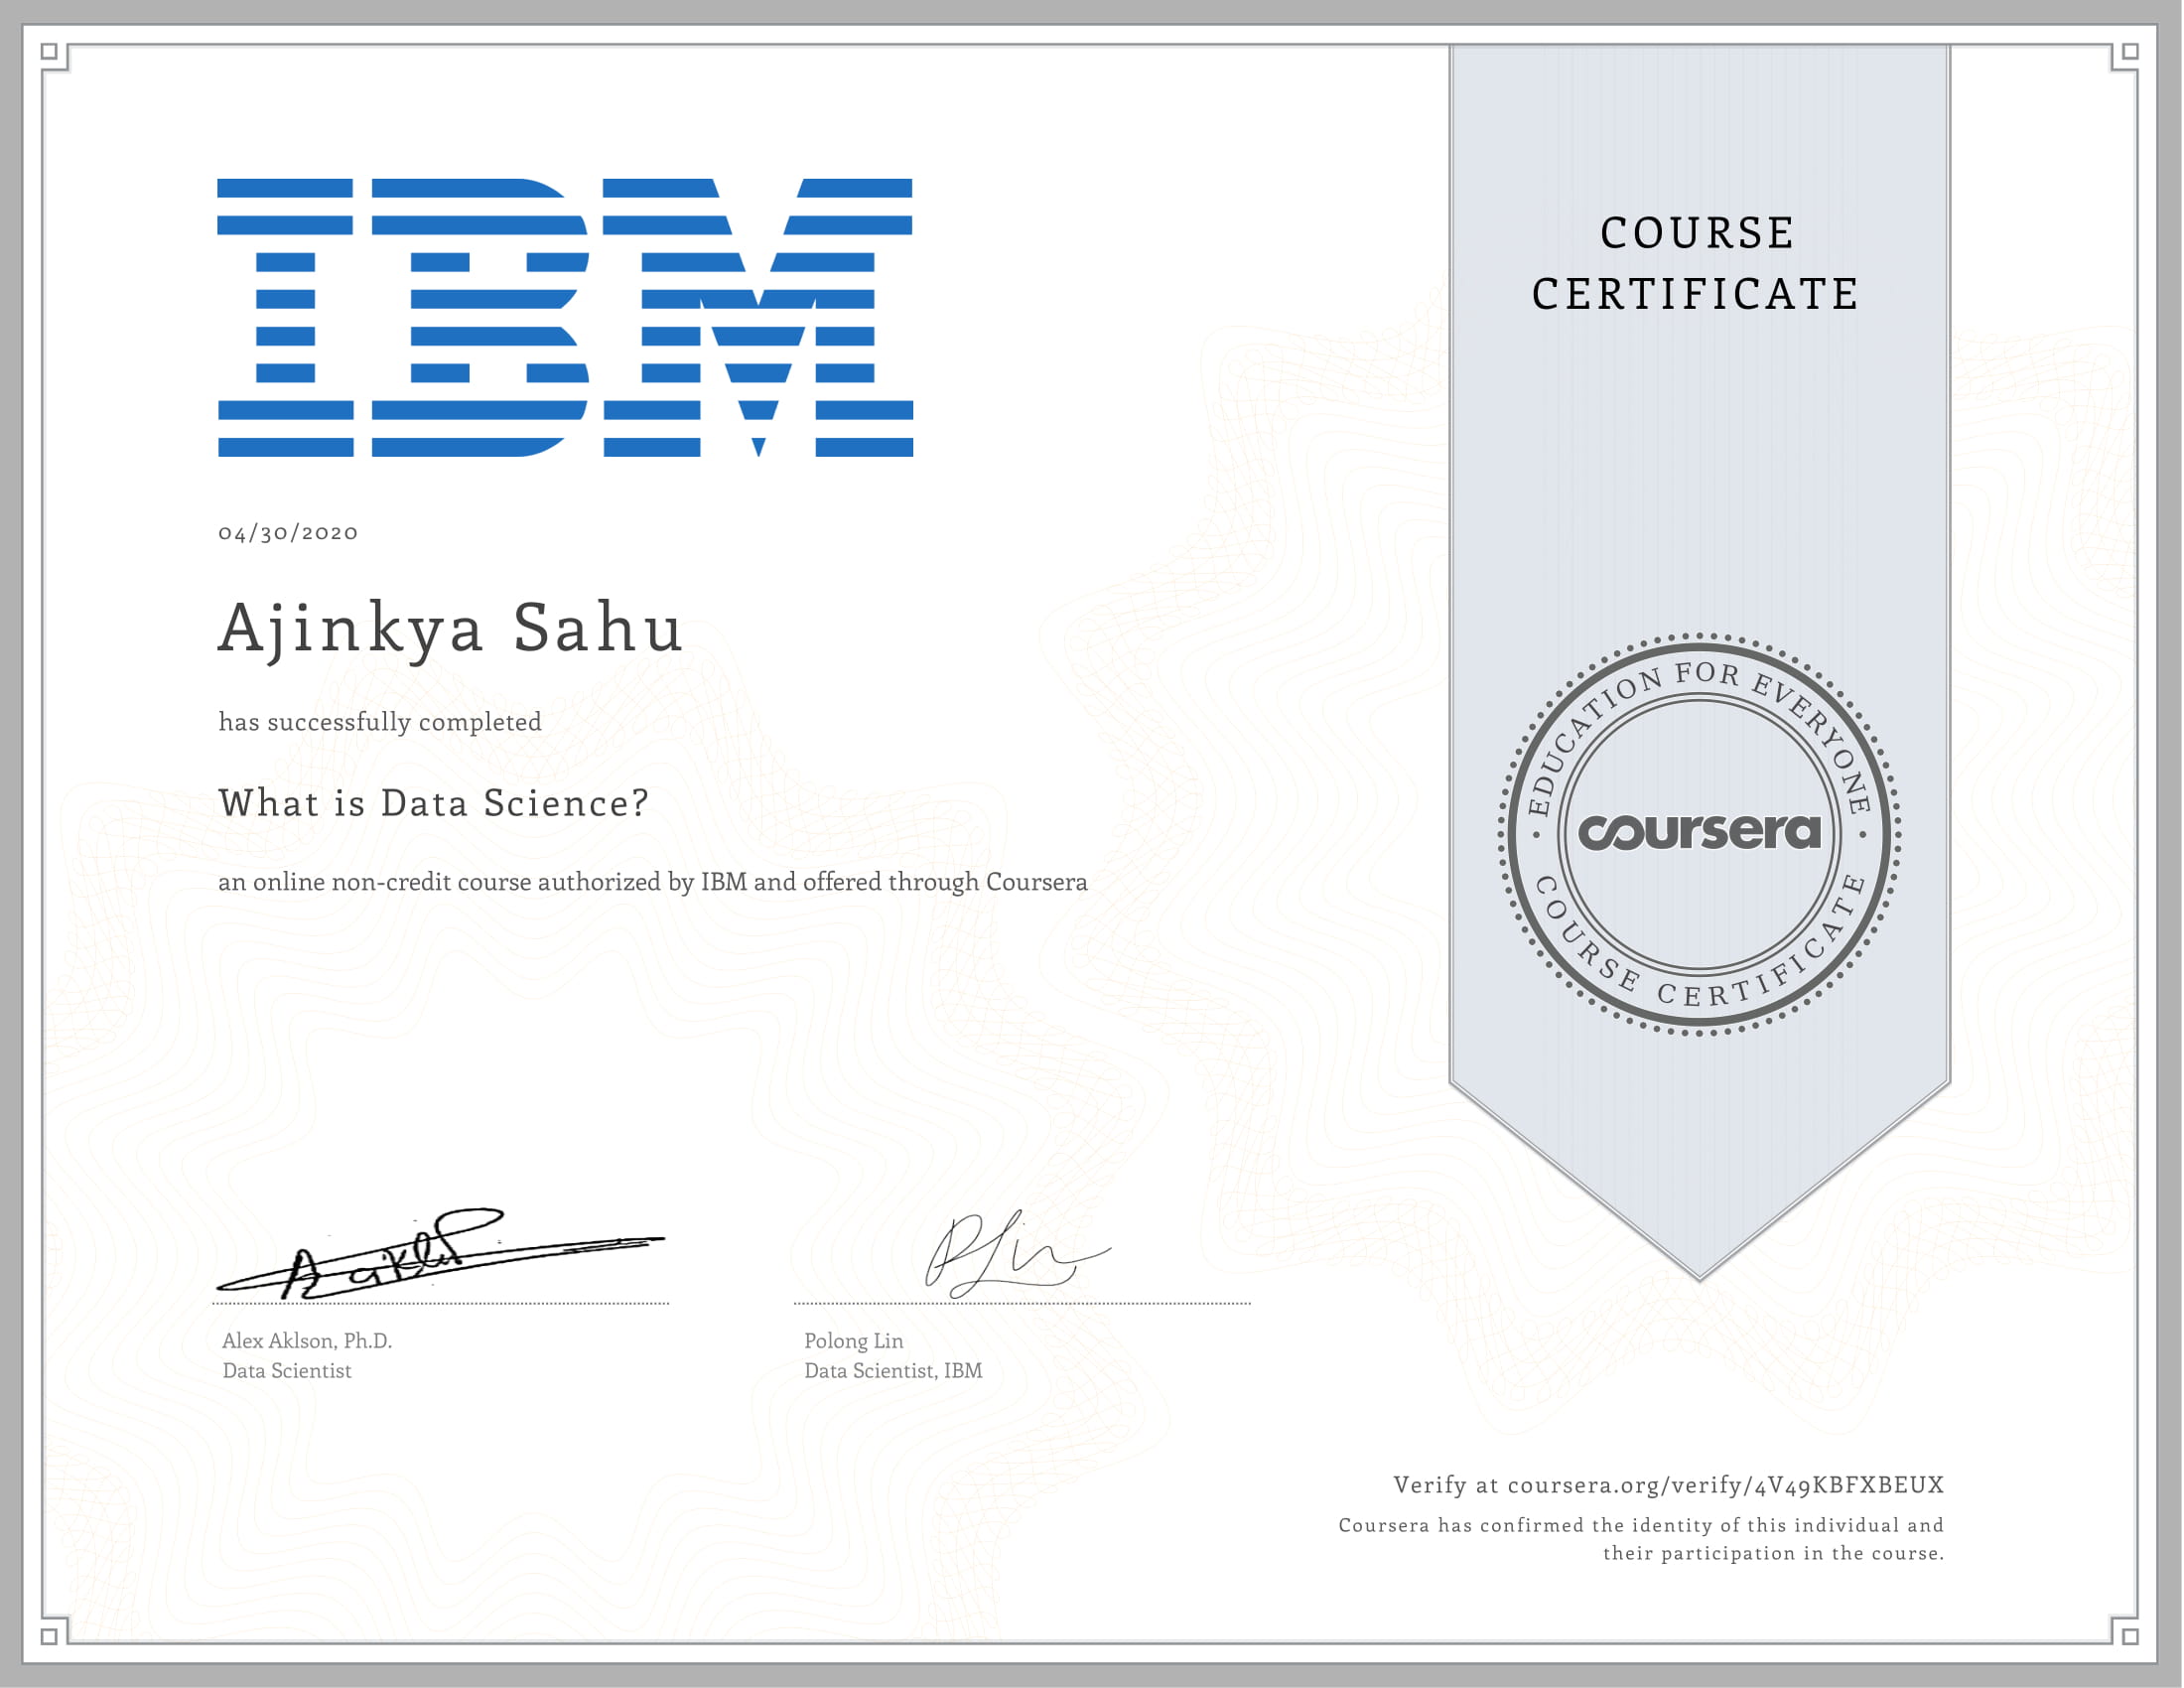 IBM
COURSE
CERTIFICATE
04/30/2020
Ajinkya Sahu
has successfully completed
What is Data Science?
an online non-credit course authorized by IBM and offered through Coursera
EDUCATION FOR EVERYONE
coursera
COURSE CERTIFICATE
Alex Aklson, Ph.D.
Data Scientist
PLin
Polong Lin
Data Scientist, IBM
Verify at coursera.org/verify/4V49KBFXBEUX
Coursera has confirmed the identity of this individual and
their participation in the course.